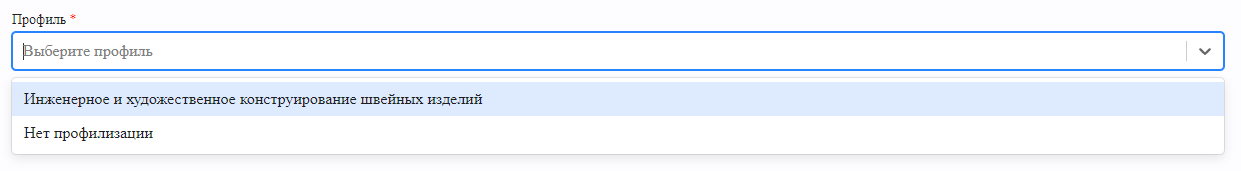 Профиль *
Выберите профиль
Инженерное и художественное конструирование швейных изделий
Нет профилизации